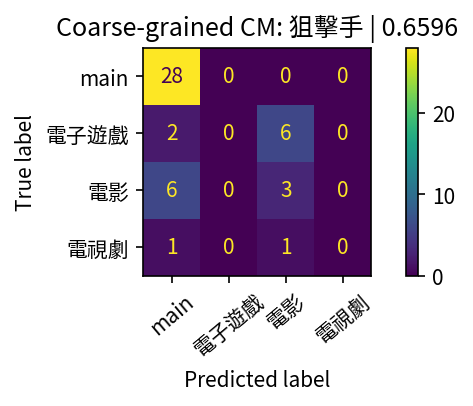 Coarse-grained CM: 狙擊手 | 0.6596
True label
main 28 0 0 0
電子遊戲 2 0 6 0
電影 6 0 3 0
電視劇 1 0 1 0
main 電子遊戲 電影 電視劇
Predicted label
20
10
0